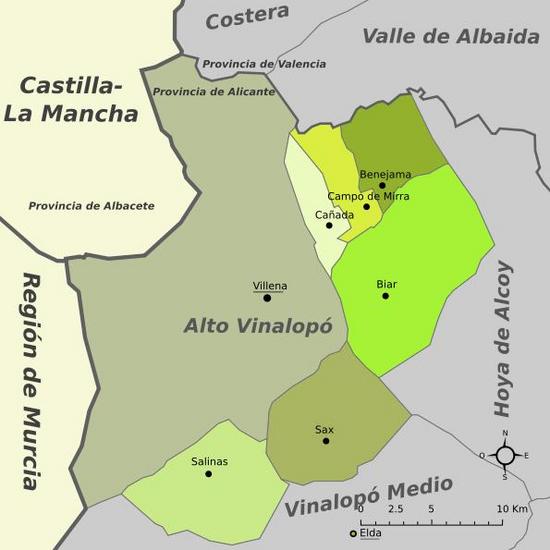 Costera
Valle de Albaida
Provincia de Valencia
Castilla-
La Mancha
Provincia de Alicante
Benejama
Campo de Mirra
Provincia de Albacete
Cañada
Villena
Biar
Región de Murcia
Alto Vinalopó
Hoya de Alcoy
Sax
N
O
E
S
Salinas
Vinalopó Medio
0
2.5
5
10 Km
Elda